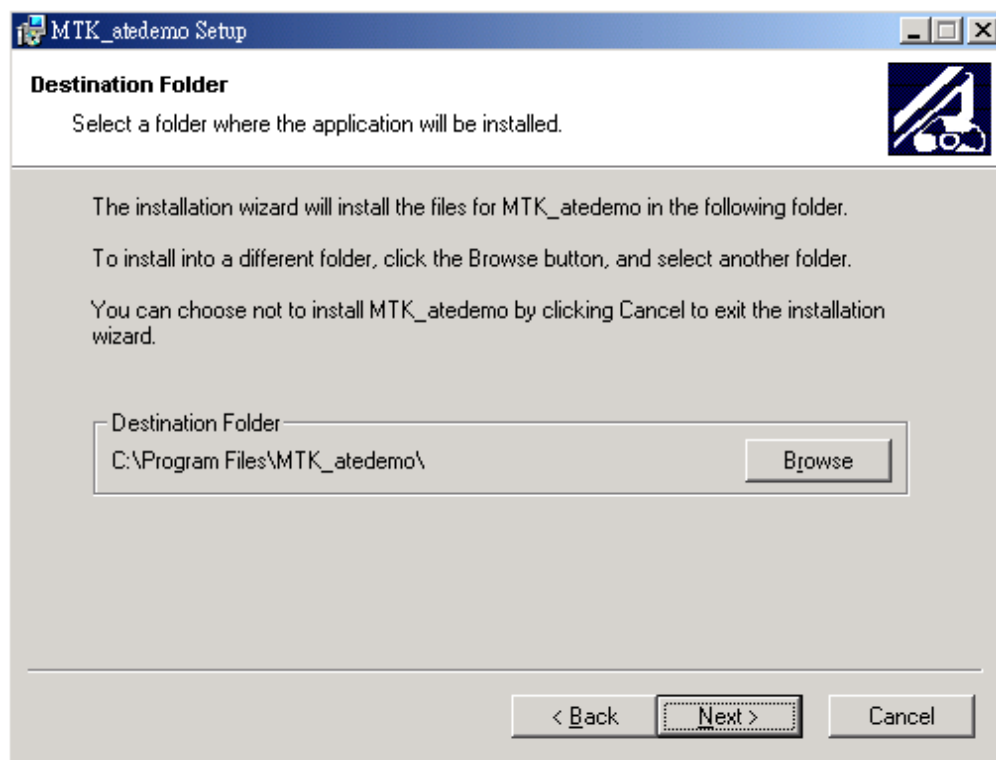 MTK_atedemo Setup
Destination Folder
Select a folder where the application will be installed.
The installation wizard will install the files for MTK_atedemo in the following folder.
To install into a different folder, click the Browse button, and select another folder.
You can choose not to install MTK_atedemo by clicking Cancel to exit the installation
wizard.
Destination Folder
C:\Program Files\MTK_atedemo\
Browse
< Back
Next >
Cancel